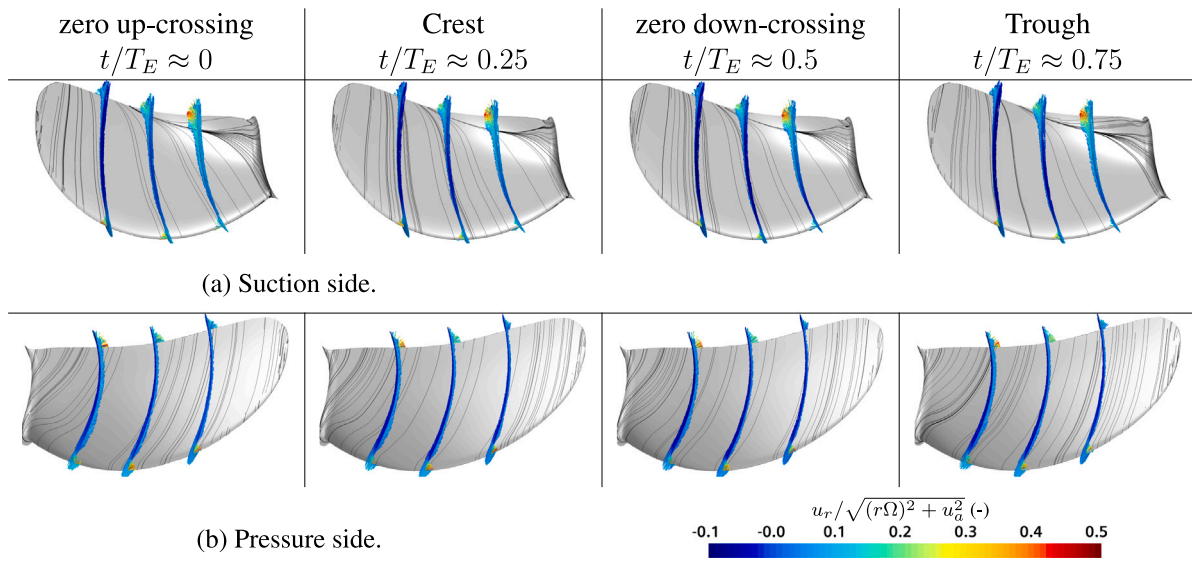 zero up-crossing
t/T_E ≈ 0
Crest
t/T_E ≈ 0.25
zero down-crossing
t/T_E ≈ 0.5
Trough
t/T_E ≈ 0.75
(a) Suction side.
(b) Pressure side.
u_r/√((rΩ)² + u_a²) (-)
-0.1 -0.0 0.1 0.2 0.3 0.4 0.5